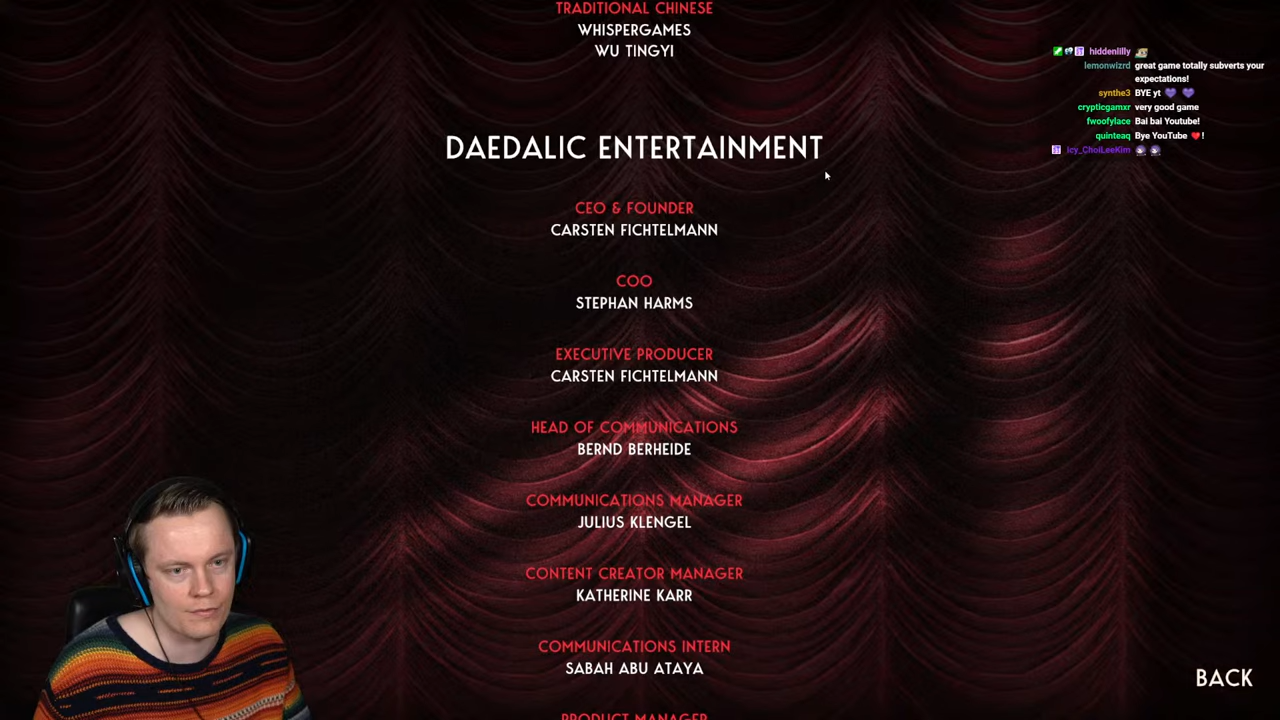 TRADITIONAL CHINESE
WHISPERGAMES
WU TINGYI
DAEDALIC ENTERTAINMENT
CEO & FOUNDER
CARSTEN FICHTELMANN
COO
STEPHAN HARMS
EXECUTIVE PRODUCER
CARSTEN FICHTELMANN
HEAD OF COMMUNICATIONS
BERND BERHEIDE
COMMUNICATIONS MANAGER
JULIUS KLENGEL
CONTENT CREATOR MANAGER
KATHERINE KARR
COMMUNICATIONS INTERN
SABAH ABU ATAYA
PRODUCT MANAGER
hiddenlilly
lemonwizrd great game totally subverts your
expectations!
synthe3 BYE yt 💜 💜
crypticgamxr very good game
fwoofylace Bai bai Youtube!
quinteaq Bye YouTube ❤️!
Icy_ChoiLeeKim
BACK